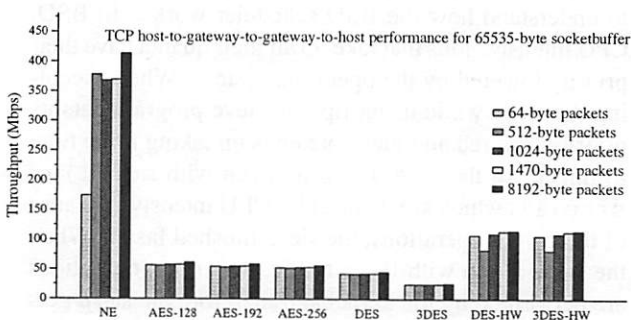 TCP host-to-gateway-to-gateway-to-host performance for 65535-byte socketbuffer
Throughput (Mbps)
450
400
350
300
250
200
150
100
50
0
64-byte packets
512-byte packets
1024-byte packets
1470-byte packets
8192-byte packets
NE AES-128 AES-192 AES-256 DES 3DES DES-HW 3DES-HW